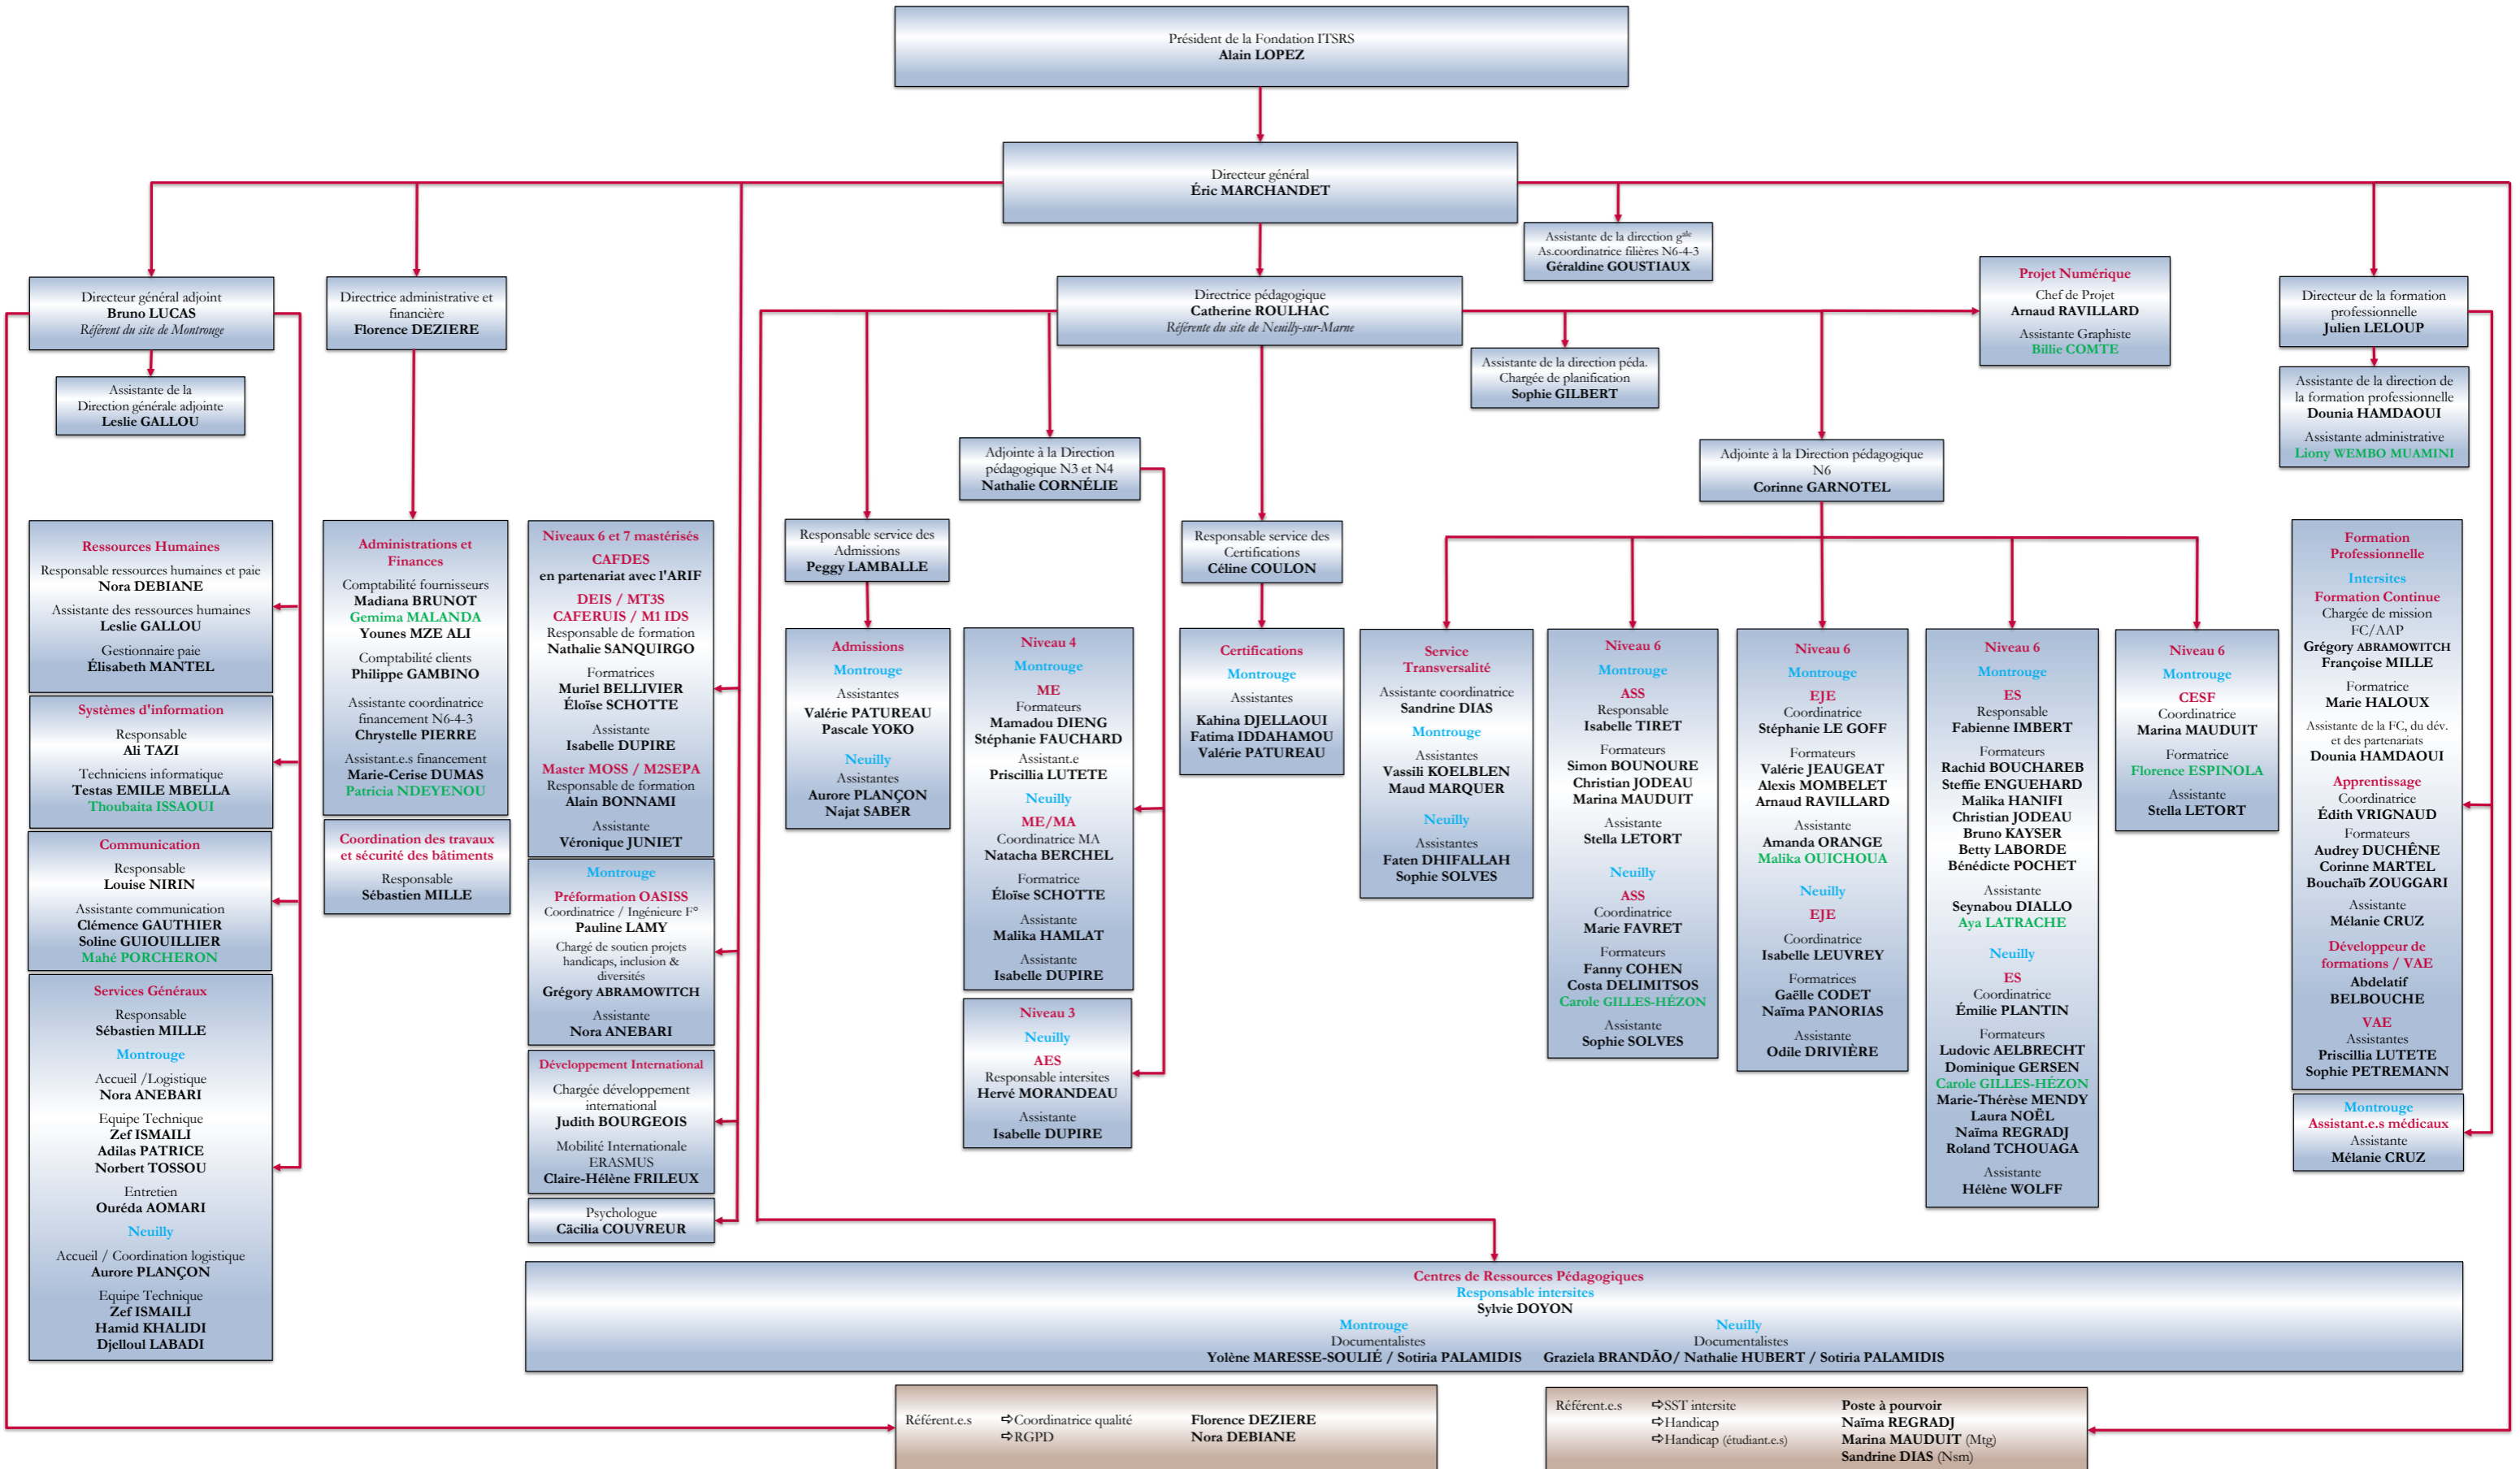 Président de la Fondation ITSRS
Alain LOPEZ
Directeur général
Éric MARCHANDET
Assistante de la direction gale
As.coordinatrice filières N6-4-3
Géraldine GOUSTIAUX
Directeur général adjoint
Bruno LUCAS
Référent du site de Montrouge
Assistante de la
Direction générale adjointe
Leslie GALLOU
Directrice administrative et
financière
Florence DEZIERE
Directrice pédagogique
Catherine ROULHAC
Référente du site de Neuilly-sur-Marne
Assistante de la direction péda.
Chargée de planification
Sophie GILBERT
Projet Numérique
Chef de Projet
Arnaud RAVILLARD
Assistante Graphiste
Billie COMTE
Directeur de la formation
professionnelle
Julien LELOUP
Assistante de la direction de
la formation professionnelle
Dounia HAMDAOUI
Assistante administrative
Liony WEMBO MUAMINI
Adjointe à la Direction
pédagogique N3 et N4
Nathalie CORNÉLIE
Adjointe à la Direction pédagogique
N6
Corinne GARNOTEL
Responsable service des
Admissions
Peggy LAMBALLE
Responsable service des
Certifications
Céline COULON
Ressources Humaines
Responsable ressources humaines et paie
Nora DEBIANE
Assistante des ressources humaines
Leslie GALLOU
Gestionnaire paie
Élisabeth MANTEL
Systèmes d'information
Responsable
Ali TAZI
Techniciens informatique
Testas EMILE MBELLA
Thoubaita ISSAOUI
Communication
Responsable
Louise NIRIN
Assistante communication
Clémence GAUTHIER
Soline GUIOUILLIER
Mahé PORCHERON
Services Généraux
Responsable
Sébastien MILLE
Montrouge
Accueil /Logistique
Nora ANEBARI
Equipe Technique
Zef ISMAILI
Adilas PATRICE
Norbert TOSSOU
Entretien
Ouréda AOMARI
Neuilly
Accueil / Coordination logistique
Aurore PLANÇON
Equipe Technique
Zef ISMAILI
Hamid KHALIDI
Djelloul LABADI
Administrations et
Finances
Comptabilité fournisseurs
Madiana BRUNOT
Gemima MALANDA
Younes MZE ALI
Comptabilité clients
Philippe GAMBINO
Assistante coordinatrice
financement N6-4-3
Chrystelle PIERRE
Assistant.e.s financement
Marie-Cerise DUMAS
Patricia NDEYENOU
Coordination des travaux
et sécurité des bâtiments
Responsable
Sébastien MILLE
Niveaux 6 et 7 mastérisés
CAFDES
en partenariat avec l'ARIF
DEIS / MT3S
CAFERUIS / M1 IDS
Responsable de formation
Nathalie SANQUIRGO
Formatrices
Muriel BELLIVIER
Éloïse SCHOTTE
Assistante
Isabelle DUPIRE
Master MOSS / M2SEPA
Responsable de formation
Alain BONNAMI
Assistante
Véronique JUNIET
Montrouge
Préformation OASISS
Coordinatrice / Ingénieure F°
Pauline LAMY
Chargé de soutien projets
handicaps, inclusion &
diversités
Grégory ABRAMOWITCH
Assistante
Nora ANEBARI
Développement International
Chargée développement
international
Judith BOURGEOIS
Mobilité Internationale
ERASMUS
Claire-Hélène FRILEUX
Psychologue
Cäcilia COUVREUR
Admissions
Montrouge
Assistantes
Valérie PATUREAU
Pascale YOKO
Neuilly
Assistantes
Aurore PLANÇON
Najat SABER
Niveau 4
Montrouge
ME
Formateurs
Mamadou DIENG
Stéphanie FAUCHARD
Assistant.e
Priscillia LUTETE
Neuilly
ME/MA
Coordinatrice MA
Natacha BERCHEL
Formatrice
Éloïse SCHOTTE
Assistante
Malika HAMLAT
Assistante
Isabelle DUPIRE
Niveau 3
Neuilly
AES
Responsable intersites
Hervé MORANDEAU
Assistante
Isabelle DUPIRE
Certifications
Montrouge
Assistantes
Kahina DJELLAOUI
Fatima IDDAHAMOU
Valérie PATUREAU
Service
Transversalité
Assistante coordinatrice
Sandrine DIAS
Montrouge
Assistantes
Vassili KOELBLEN
Maud MARQUER
Neuilly
Assistantes
Faten DHIFALLAH
Sophie SOLVES
Niveau 6
Montrouge
ASS
Responsable
Isabelle TIRET
Formateurs
Simon BOUNOURE
Christian JODEAU
Marina MAUDUIT
Assistante
Stella LETORT
Neuilly
ASS
Coordinatrice
Marie FAVRET
Formateurs
Fanny COHEN
Costa DELIMITSOS
Carole GILLES-HÉZON
Assistante
Sophie SOLVES
Niveau 6
Montrouge
EJE
Coordinatrice
Stéphanie LE GOFF
Formateurs
Valérie JEAUGEAT
Alexis MOMBELET
Arnaud RAVILLARD
Assistante
Amanda ORANGE
Malika OUICHOUA
Neuilly
EJE
Coordinatrice
Isabelle LEUVREY
Formatrices
Gaëlle CODET
Naïma PANORIAS
Assistante
Odile DRIVIÈRE
Niveau 6
Montrouge
ES
Responsable
Fabienne IMBERT
Formateurs
Rachid BOUCHAREB
Steffie ENGUEHARD
Malika HANIFI
Christian JODEAU
Bruno KAYSER
Betty LABORDE
Bénédicte POCHET
Assistante
Seynabou DIALLO
Aya LATRACHE
Neuilly
ES
Coordinatrice
Émilie PLANTIN
Formateurs
Ludovic AELBRECHT
Dominique GERSEN
Carole GILLES-HÉZON
Marie-Thérèse MENDY
Laura NOËL
Naïma REGRADJ
Roland TCHOUAGA
Assistante
Hélène WOLFF
Niveau 6
Montrouge
CESF
Coordinatrice
Marina MAUDUIT
Formatrice
Florence ESPINOLA
Assistante
Stella LETORT
Formation
Professionnelle
Intersites
Formation Continue
Chargée de mission
FC/AAP
Grégory ABRAMOWITCH
Françoise MILLE
Formatrice
Marie HALOUX
Assistante de la FC, du dév.
et des partenariats
Dounia HAMDAOUI
Apprentissage
Coordinatrice
Édith VRIGNAUD
Formateurs
Audrey DUCHÊNE
Corinne MARTEL
Bouchaïb ZOUGGARI
Assistante
Mélanie CRUZ
Développeur de
formations / VAE
Abdelatif
BELBOUCHE
VAE
Assistantes
Priscillia LUTETE
Sophie PETREMANN
Montrouge
Assistant.e.s médicaux
Assistante
Mélanie CRUZ
Centres de Ressources Pédagogiques
Responsable intersites
Sylvie DOYON
Montrouge
Documentalistes
Yolène MARESSE-SOULIÉ / Sotiria PALAMIDIS
Neuilly
Documentalistes
Graziela BRANDÃO/ Nathalie HUBERT / Sotiria PALAMIDIS
Référent.e.s ⇨Coordinatrice qualité Florence DEZIERE
⇨RGPD Nora DEBIANE
Référent.e.s ⇨SST intersite Poste à pourvoir
⇨Handicap Naïma REGRADJ
⇨Handicap (étudiant.e.s) Marina MAUDUIT (Mtg)
Sandrine DIAS (Nsm)